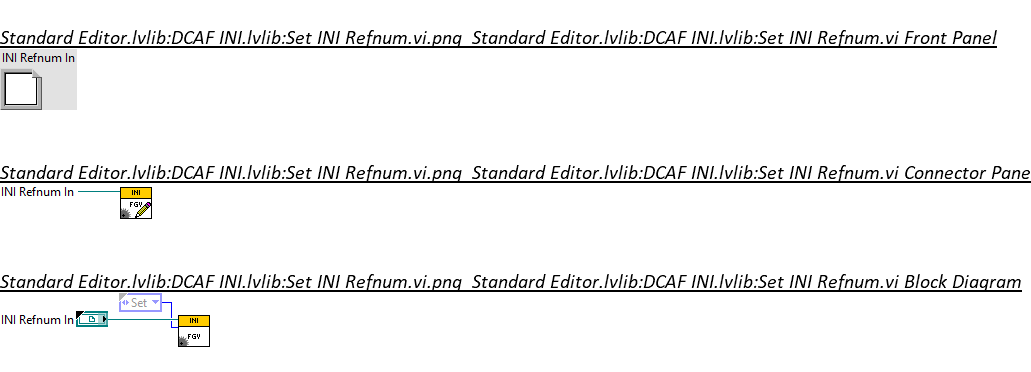 Standard Editor.lvlib:DCAF INI.lvlib:Set INI Refnum.vi.png  Standard Editor.lvlib:DCAF INI.lvlib:Set INI Refnum.vi Front Panel
INI Refnum In
Standard Editor.lvlib:DCAF INI.lvlib:Set INI Refnum.vi.png  Standard Editor.lvlib:DCAF INI.lvlib:Set INI Refnum.vi Connector Pane
INI Refnum In
INI
FGV
Standard Editor.lvlib:DCAF INI.lvlib:Set INI Refnum.vi.png  Standard Editor.lvlib:DCAF INI.lvlib:Set INI Refnum.vi Block Diagram
Set
INI Refnum In
INI
FGV